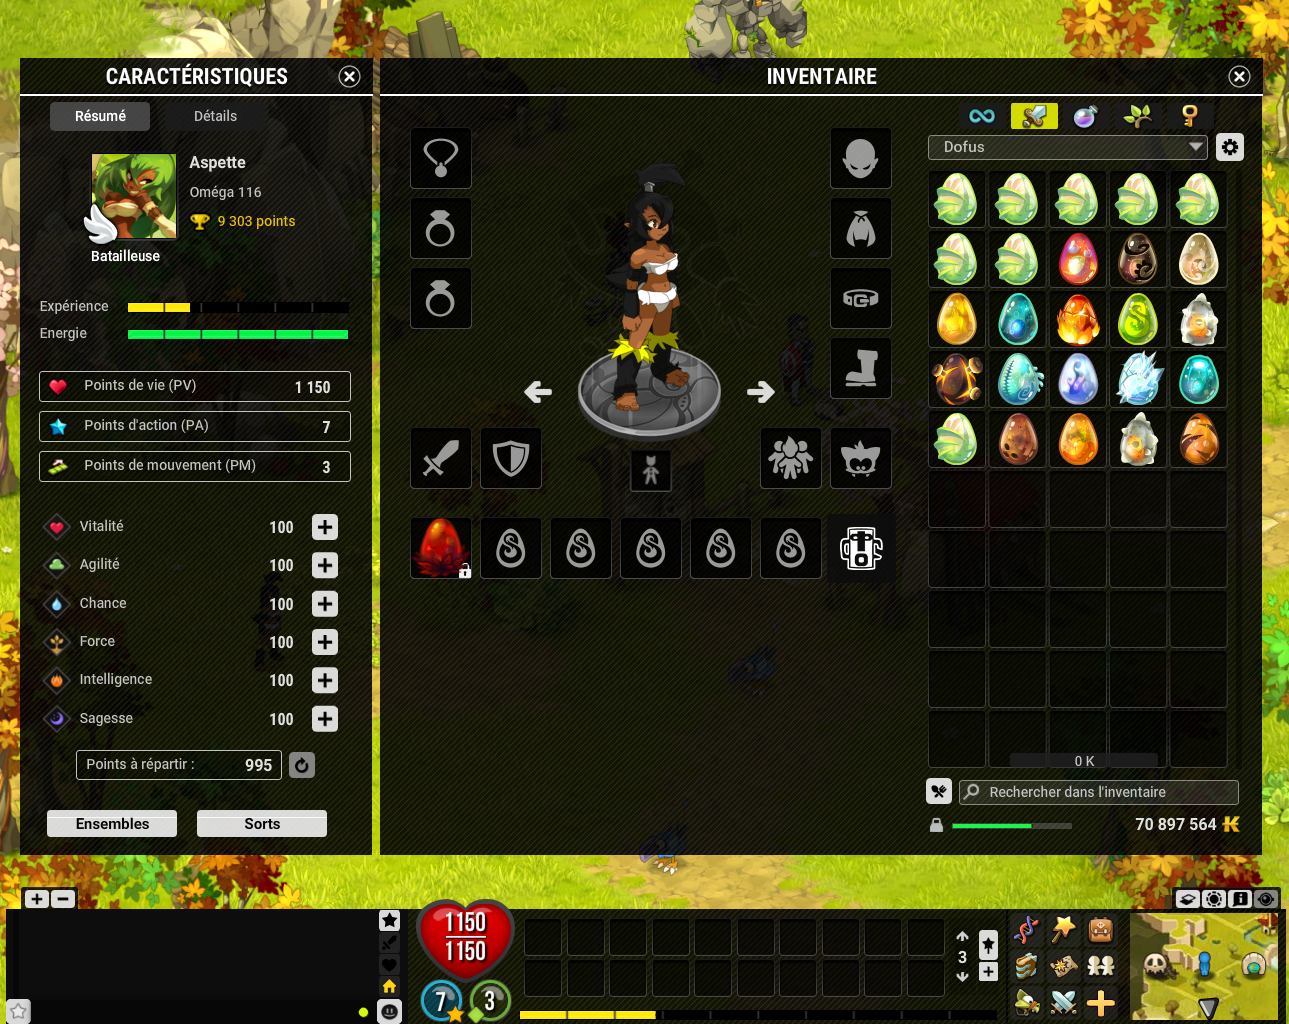 CARACTÉRISTIQUES
Résumé
Détails
Aspette
Oméga 116
9 303 points
Batailleuse
Expérience
Energie
Points de vie (PV) 1 150
Points d'action (PA) 7
Points de mouvement (PM) 3
Vitalité 100
Agilité 100
Chance 100
Force 100
Intelligence 100
Sagesse 100
Points à répartir : 995
Ensembles
Sorts
INVENTAIRE
Dofus
0 K
Rechercher dans l'inventaire
70 897 564
1150
1150
7
3
3